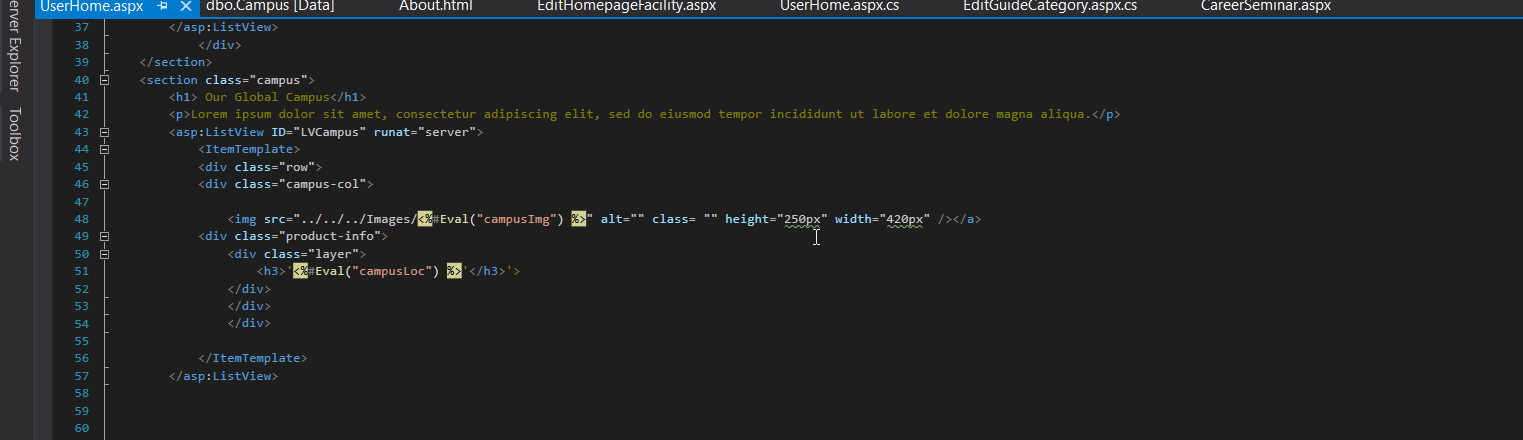 UserHome.aspx dbo.Campus [Data] About.html EditHomepageFacility.aspx UserHome.aspx.cs EditGuideCategory.aspx.cs CareerSeminar.aspx
erver Explorer
Toolbox
37 </asp:ListView>
38 </div>
39 </section>
40 <section class="campus">
41 <h1> Our Global Campus</h1>
42 <p>Lorem ipsum dolor sit amet, consectetur adipiscing elit, sed do eiusmod tempor incididunt ut labore et dolore magna aliqua.</p>
43 <asp:ListView ID="LVCampus" runat="server">
44 <ItemTemplate>
45 <div class="row">
46 <div class="campus-col">
47
48 <img src="../../../Images/<%#Eval("campusImg") %>" alt="" class= "" height="250px" width="420px" /></a>
49 <div class="product-info">
50 <div class="layer">
51 <h3>'<%#Eval("campusLoc") %>'</h3>'>
52 </div>
53 </div>
54 </div>
55
56 </ItemTemplate>
57 </asp:ListView>
58
59
60